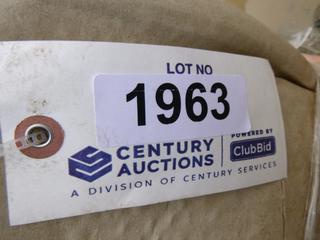 LOT NO
1963
CENTURY
AUCTIONS
POWERED BY
ClubBid
A DIVISION OF CENTURY SERVICES